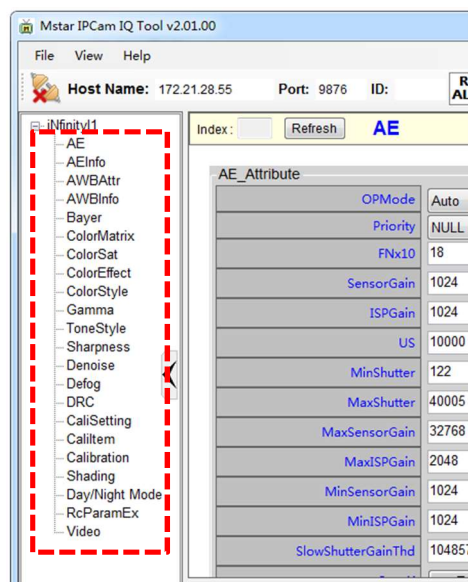 Mstar IPCam IQ Tool v2.01.00
File View Help
Host Name: 172.21.28.55 Port: 9876 ID:
iNfinityI1
AE
AEInfo
AWBAttr
AWBInfo
Bayer
ColorMatrix
ColorSat
ColorEffect
ColorStyle
Gamma
ToneStyle
Sharpness
Denoise
Defog
DRC
CaliSetting
CaliItem
Calibration
Shading
Day/Night Mode
RcParamEx
Video
Index: Refresh AE
AE_Attribute
OPMode Auto
Priority NULL
FNx10 18
SensorGain 1024
ISPGain 1024
US 10000
MinShutter 122
MaxShutter 40005
MaxSensorGain 32768
MaxISPGain 2048
MinSensorGain 1024
MinISPGain 1024
SlowShutterGainThd